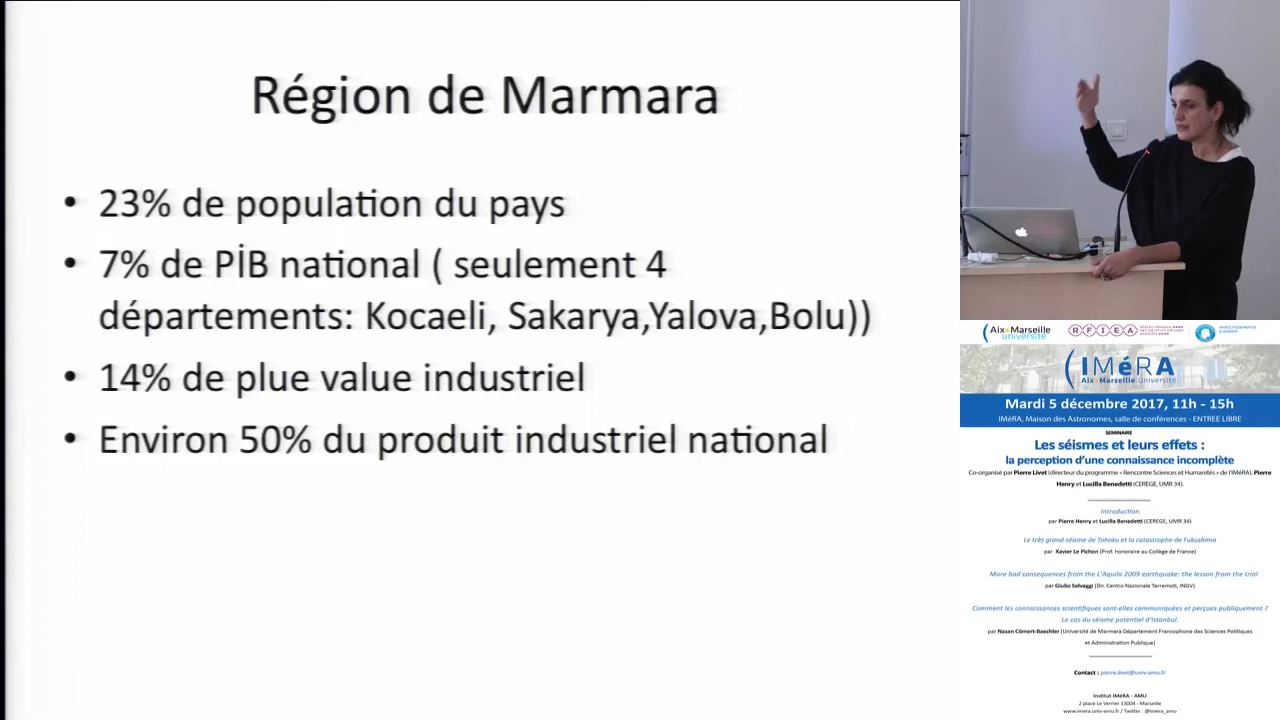 Région de Marmara
• 23% de population du pays
• 7% de PİB national ( seulement 4
départements: Kocaeli, Sakarya,Yalova,Bolu))
• 14% de plue value industriel
• Environ 50% du produit industriel national
Aix*Marseille
université
RFIEA
INVESTISSEMENTS
D'AVENIR
IMéRA
Aix*Marseille Université
Mardi 5 décembre 2017, 11h - 15h
IMéRA, Maison des Astronomes, salle de conférences - ENTREE LIBRE
SEMINAIRE
Les séismes et leurs effets :
la perception d'une connaissance incomplète
Co-organisé par Pierre Livet (directeur du programme « Rencontre Sciences et Humanités » de l'IMéRA), Pierre
Henry et Lucilla Benedetti (CEREGE, UMR 34).
Introduction
par Pierre Henry et Lucilla Benedetti (CEREGE, UMR 34)
Le très grand séisme de Tohoku et la catastrophe de Fukushima
par Xavier Le Pichon (Prof. honoraire au Collège de France)
More bad consequences from the L'Aquila 2009 earthquake: the lesson from the trial
par Giulio Selvaggi (Dir. Centro Nazionale Terremoti, INGV)
Comment les connaissances scientifiques sont-elles communiquées et perçues publiquement ?
Le cas du séisme potentiel d'Istanbul.
par Nazan Cömert-Baechler (Université de Marmara Département Francophone des Sciences Politiques
et Administration Publique)
Contact : pierre.livet@univ-amu.fr
Institut IMéRA - AMU
2 place Le Verrier 13004 - Marseille
www.imera.univ-amu.fr / Twitter : @imera_amu